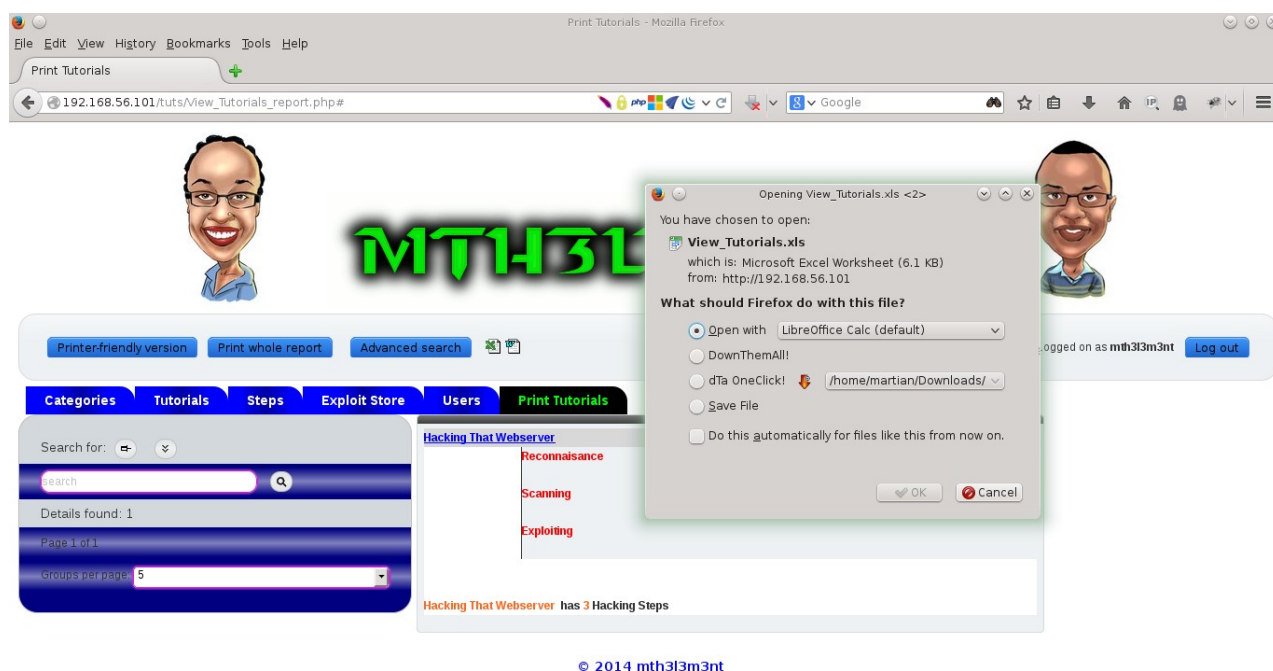 Print Tutorials - Mozilla Firefox
File Edit View History Bookmarks Tools Help
Print Tutorials
192.168.56.101/tuts/View_Tutorials_report.php#
php
Google
IP
MTH3L
Opening View_Tutorials.xls <2>
You have chosen to open:
View_Tutorials.xls
which is: Microsoft Excel Worksheet (6.1 KB)
from: http://192.168.56.101
What should Firefox do with this file?
Open with LibreOffice Calc (default)
DownThemAll!
dTa OneClick! /home/martian/Downloads/
Save File
Do this automatically for files like this from now on.
OK Cancel
Printer-friendly version Print whole report Advanced search
ogged on as mth3l3m3nt Log out
Categories Tutorials Steps Exploit Store Users Print Tutorials
Search for:
search
Details found: 1
Page 1 of 1
Groups per page: 5
Hacking That Webserver
Reconnaisance
Scanning
Exploiting
Hacking That Webserver has 3 Hacking Steps
© 2014 mth3l3m3nt